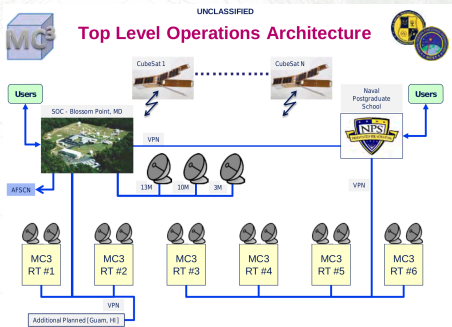 UNCLASSIFIED
MC3
Top Level Operations Architecture
CubeSat 1
CubeSat N
Users
Naval
Postgraduate
School
Users
SOC - Blossom Point, MD
VPN
NPS
AFSCN
13M
10M
3M
VPN
MC3
RT #1
MC3
RT #2
MC3
RT #3
MC3
RT #4
MC3
RT #5
MC3
RT #6
VPN
Additional Planned [Guam, HI]